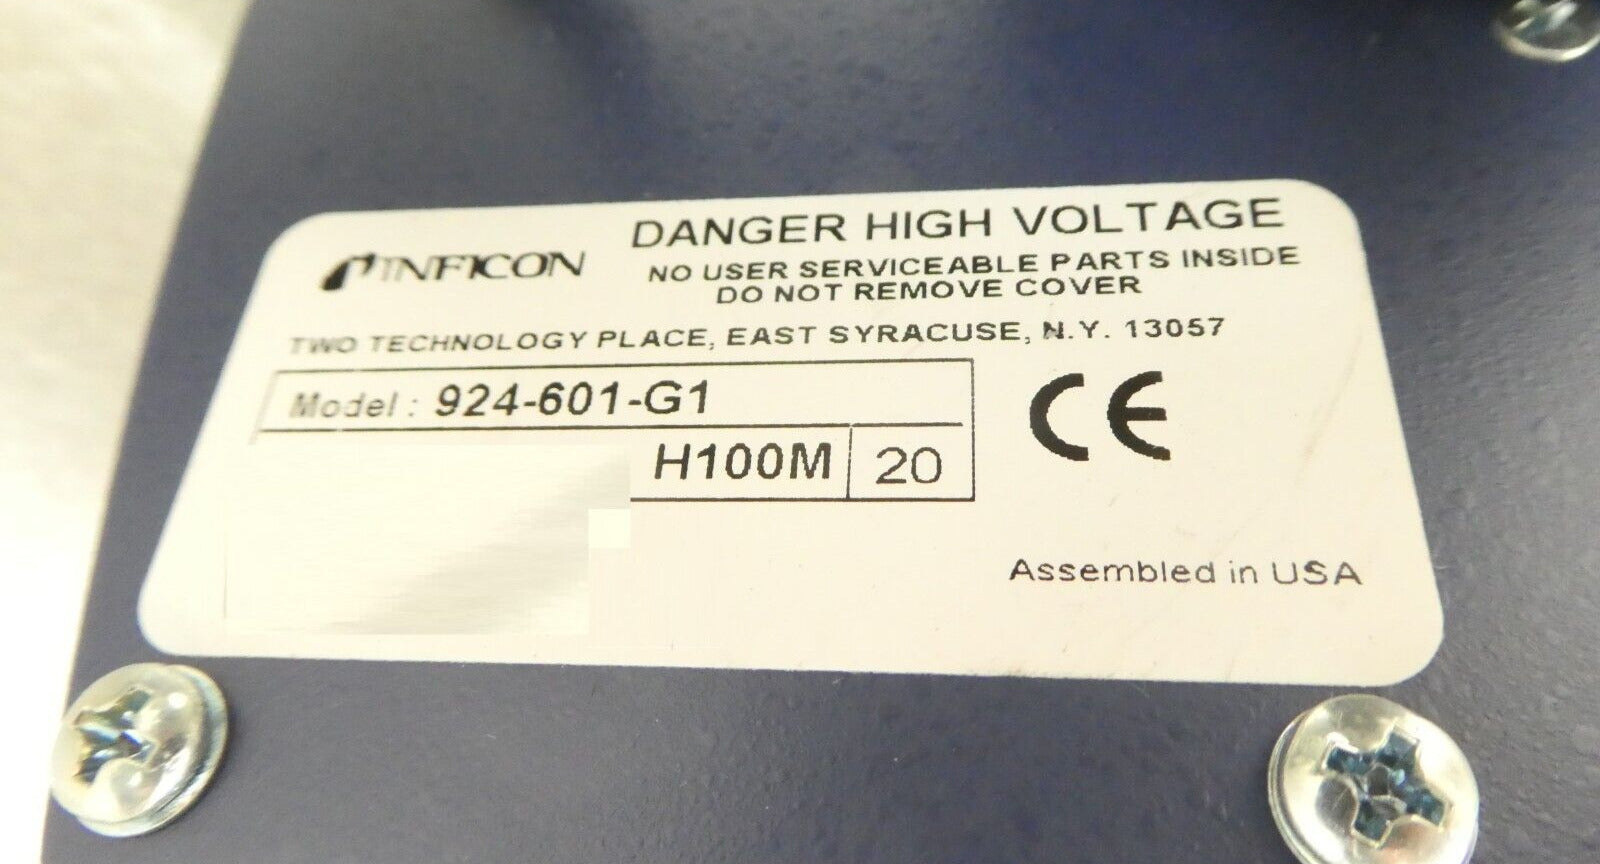 INFICON
DANGER HIGH VOLTAGE
NO USER SERVICEABLE PARTS INSIDE
DO NOT REMOVE COVER
TWO TECHNOLOGY PLACE, EAST SYRACUSE, N.Y. 13057
Model: 924-601-G1
H100M 20
CE
Assembled in USA